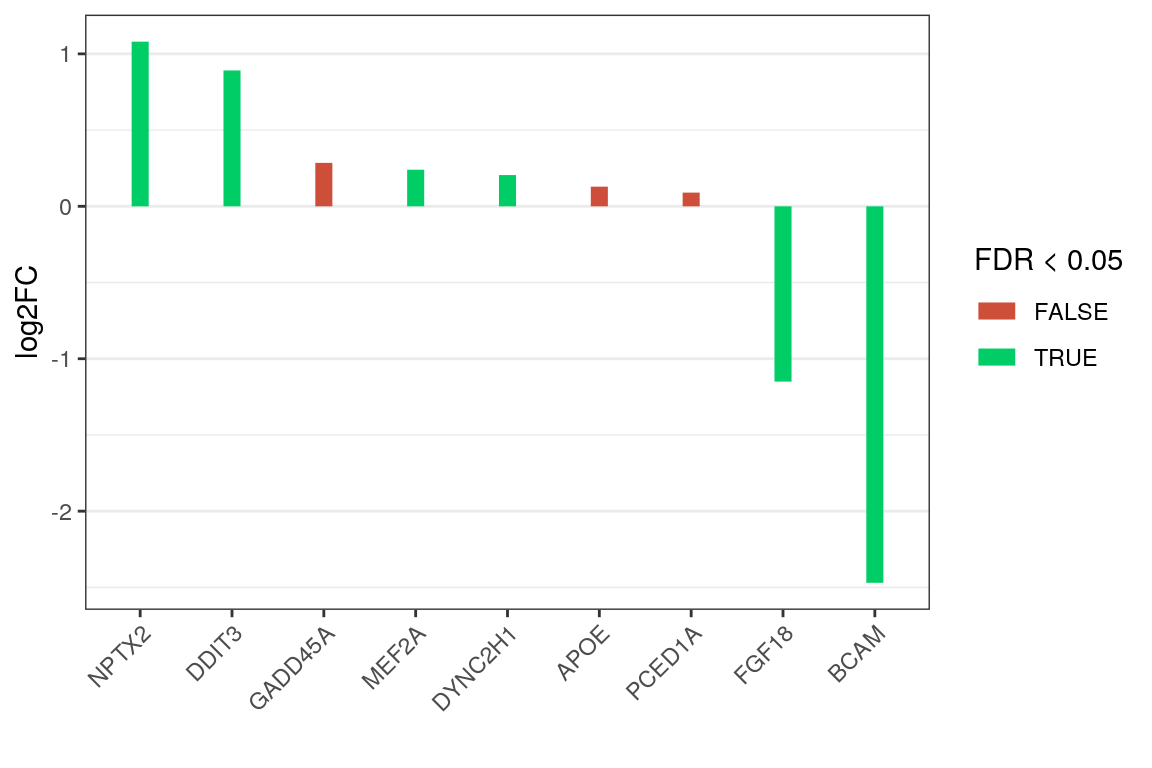 1
0
-1
-2
log2FC
NPTX2
DDIT3
GADD45A
MEF2A
DYNC2H1
APOE
PCED1A
FGF18
BCAM
FDR < 0.05
FALSE
TRUE